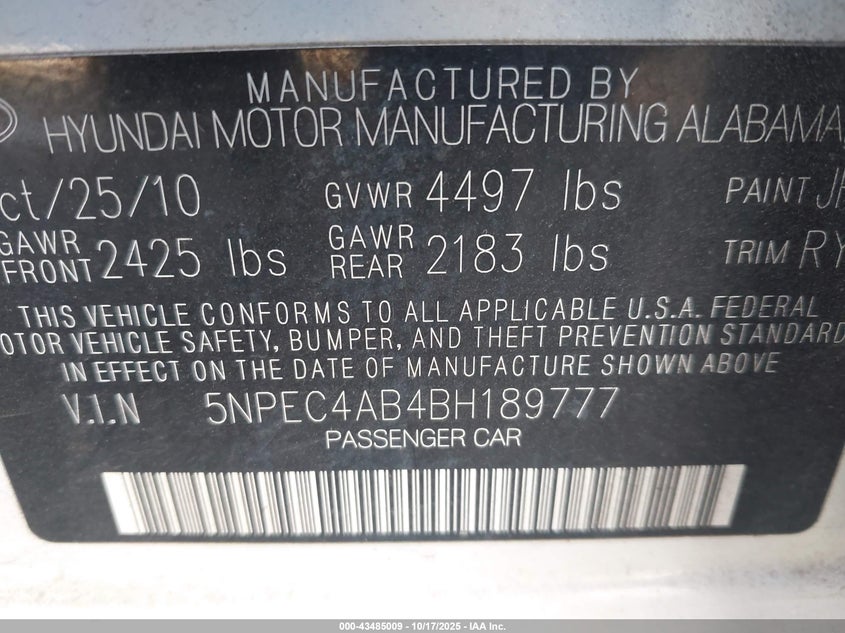 MANUFACTURED BY
HYUNDAI MOTOR MANUFACTURING ALABAMA,
ct/25/10 GVWR 4497 lbs PAINT
GAWR FRONT 2425 lbs GAWR REAR 2183 lbs TRIM RY
THIS VEHICLE CONFORMS TO ALL APPLICABLE U.S.A. FEDERAL
OTOR VEHICLE SAFETY, BUMPER, AND THEFT PREVENTION STANDARD
IN EFFECT ON THE DATE OF MANUFACTURE SHOWN ABOVE
V.I.N 5NPEC4AB4BH189777
PASSENGER CAR
000-43485009 - 10/17/2025 - IAA Inc.